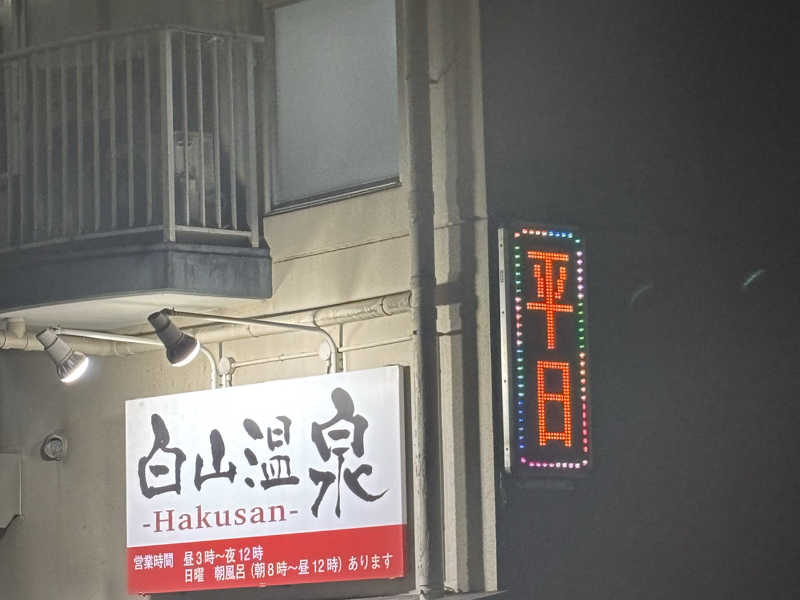 白山温泉
-Hakusan-
営業時間 昼3時～夜12時
日曜 朝風呂（朝8時～昼12時）あります
平日